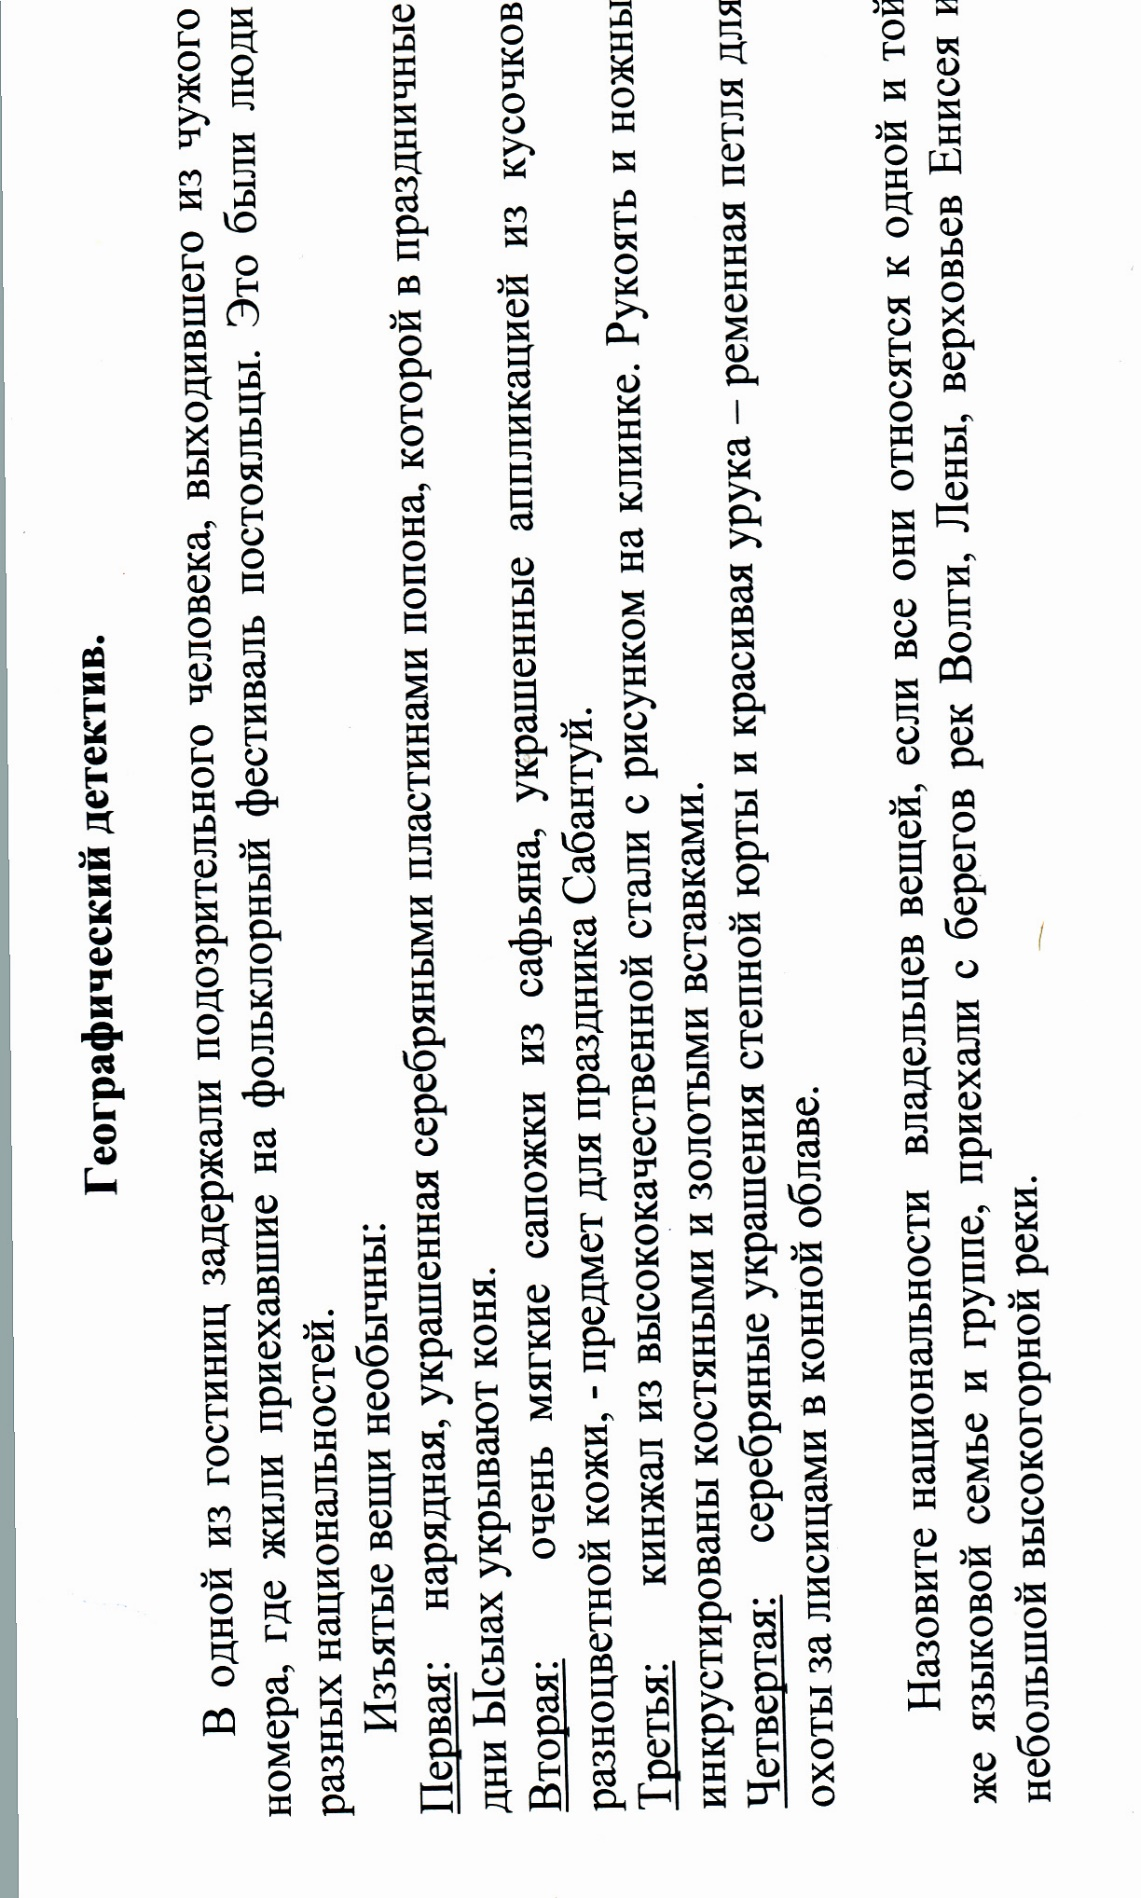 Географический детектив.
В одной из гостиниц задержали подозрительного человека, выходившего из чужого
номера, где жили приехавшие на фольклорный фестиваль постояльцы. Это были люди
разных национальностей.
Изъятые вещи необычны:
Первая: нарядная, украшенная серебряными пластинами попона, которой в праздничные
дни Ысыах укрывают коня.
Вторая: очень мягкие сапожки из сафьяна, украшенные аппликацией из кусочков
разноцветной кожи, - предмет для праздника Сабантуй.
Третья: кинжал из высококачественной стали с рисунком на клинке. Рукоять и ножны
инкрустированы костяными и золотыми вставками.
Четвертая: серебряные украшения степной юрты и красивая урука – ременная петля для
охоты за лисицами в конной облаве.
Назовите национальности владельцев вещей, если все они относятся к одной и той
же языковой семье и группе, приехали с берегов рек Волги, Лены, верховьев Енисея и
небольшой высокогорной реки.